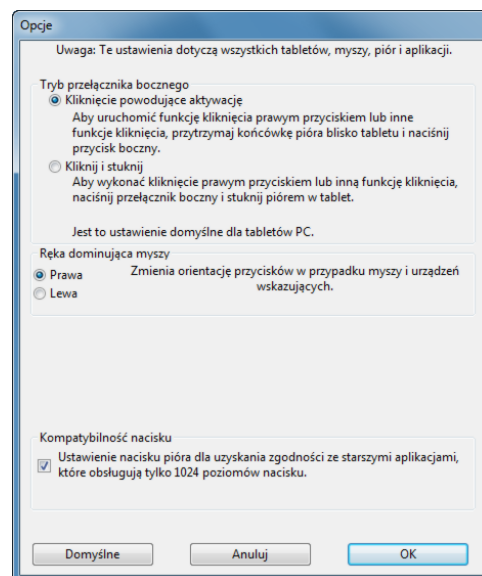 Opcje
Uwaga: Te ustawienia dotyczą wszystkich tabletów, myszy, piór i aplikacji.
Tryb przełącznika bocznego
Kliknięcie powodujące aktywację
Aby uruchomić funkcję kliknięcia prawym przyciskiem lub inne
funkcje kliknięcia, przytrzymaj końcówkę pióra blisko tabletu i naciśnij
przycisk boczny.
Kliknij i stuknij
Aby wykonać kliknięcie prawym przyciskiem lub inną funkcję kliknięcia,
naciśnij przełącznik boczny i stuknij piórem w tablet.
Jest to ustawienie domyślne dla tabletów PC.
Ręka dominująca myszy
Prawa
Zmienia orientację przycisków w przypadku myszy i urządzeń
wskazujących.
Lewa
Kompatybilność nacisku
Ustawienie nacisku pióra dla uzyskania zgodności ze starszymi aplikacjami,
które obsługują tylko 1024 poziomów nacisku.
Domyślne
Anuluj
OK